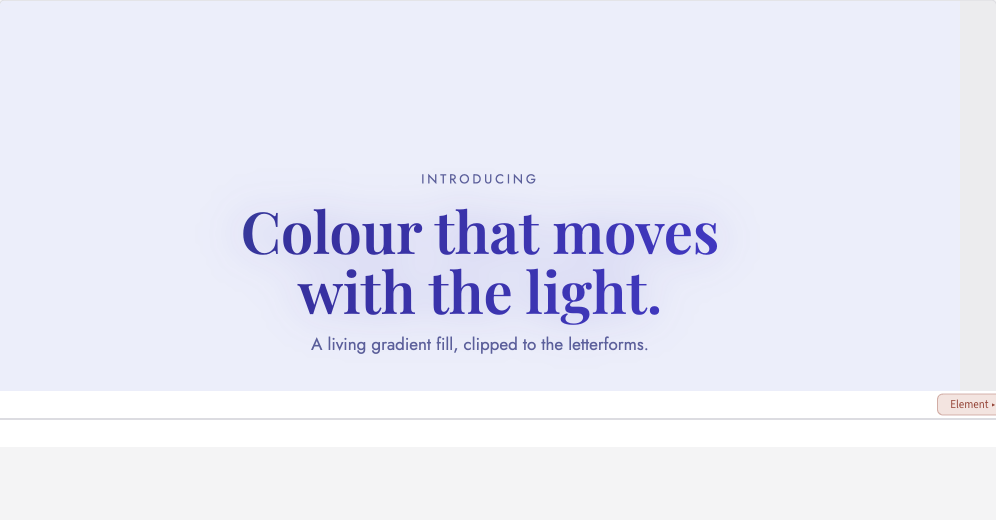 INTRODUCING
Colour that moves
with the light.
A living gradient fill, clipped to the letterforms.
Element •